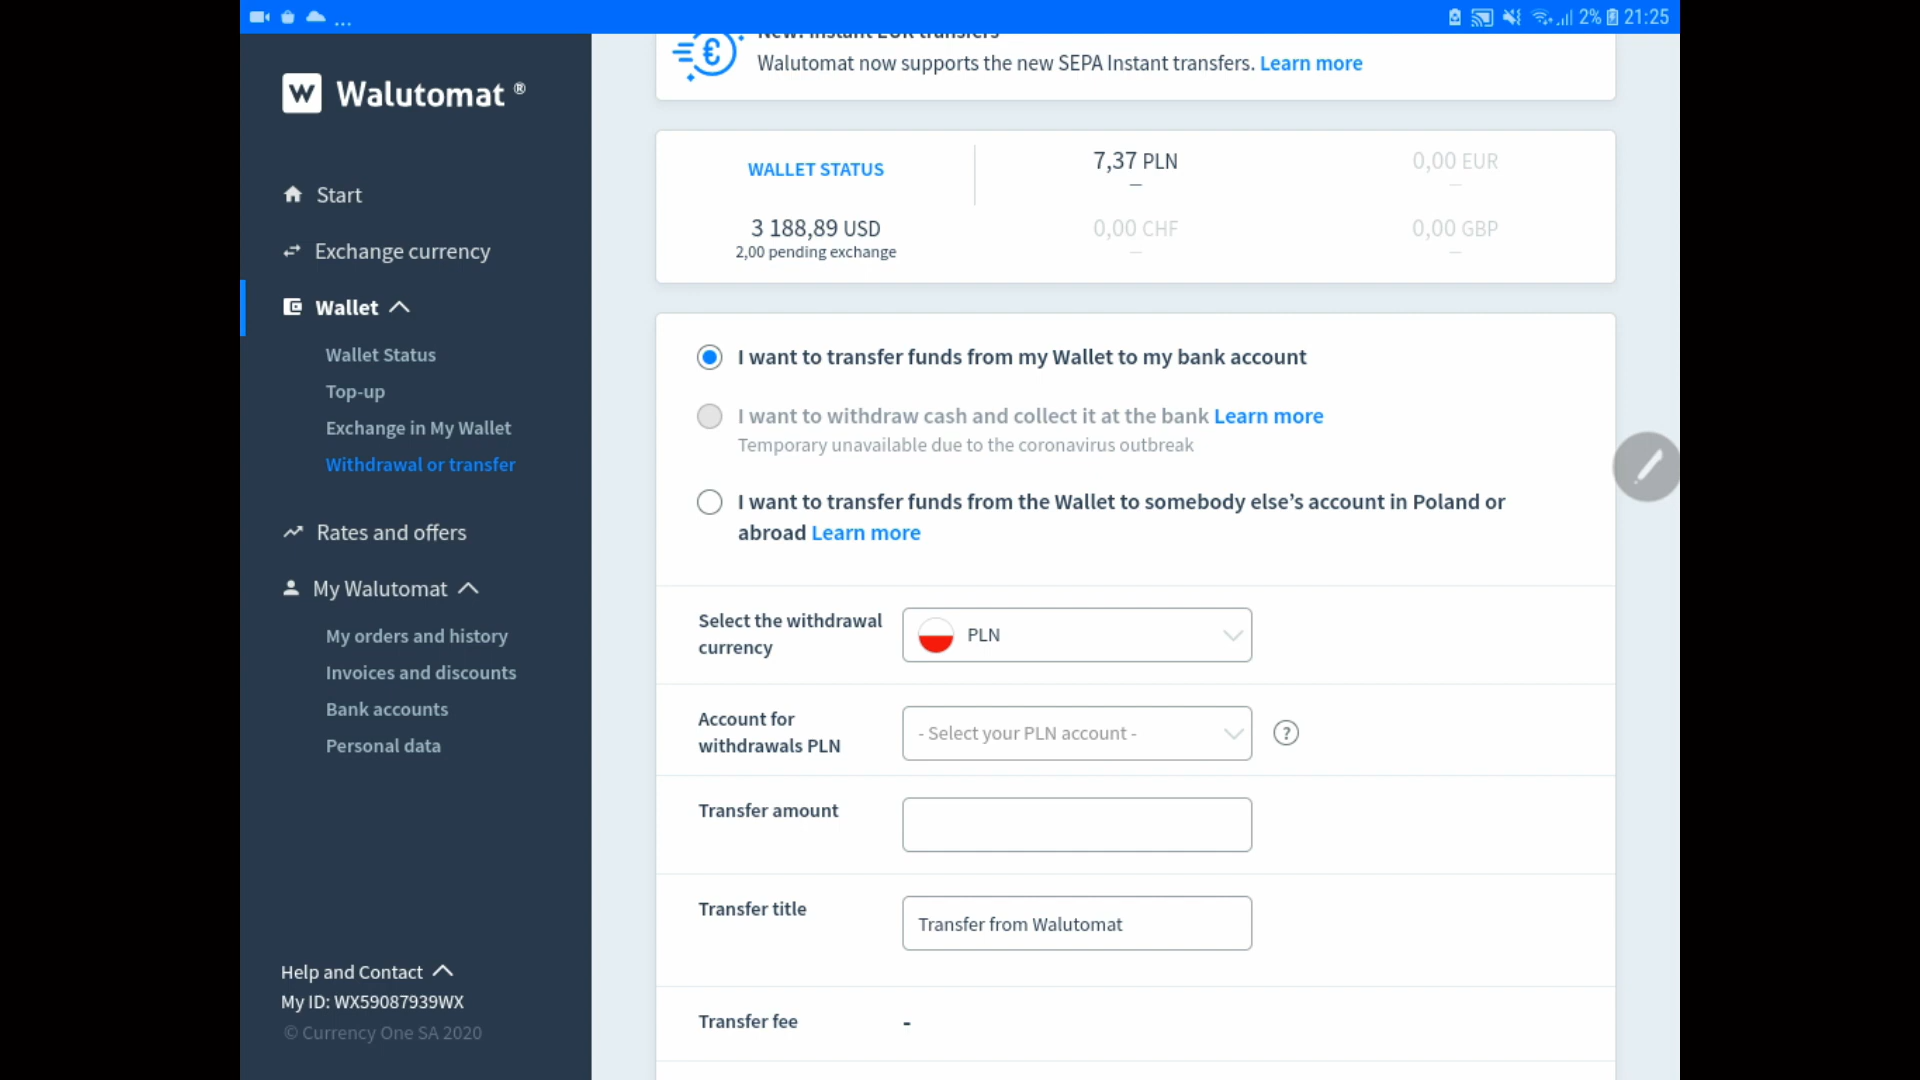 ... 2% 21:25
W Walutomat ®
Start
Exchange currency
Wallet
Wallet Status
Top-up
Exchange in My Wallet
Withdrawal or transfer
Rates and offers
My Walutomat
My orders and history
Invoices and discounts
Bank accounts
Personal data
Help and Contact
My ID: WX59087939WX
© Currency One SA 2020
New: Instant EUR transfers
Walutomat now supports the new SEPA Instant transfers. Learn more
WALLET STATUS
7,37 PLN
—
0,00 EUR
—
3 188,89 USD
2,00 pending exchange
0,00 CHF
—
0,00 GBP
—
I want to transfer funds from my Wallet to my bank account
I want to withdraw cash and collect it at the bank Learn more
Temporary unavailable due to the coronavirus outbreak
I want to transfer funds from the Wallet to somebody else’s account in Poland or
abroad Learn more
Select the withdrawal
currency
PLN
Account for
withdrawals PLN
- Select your PLN account -
?
Transfer amount
Transfer title
Transfer from Walutomat
Transfer fee
-